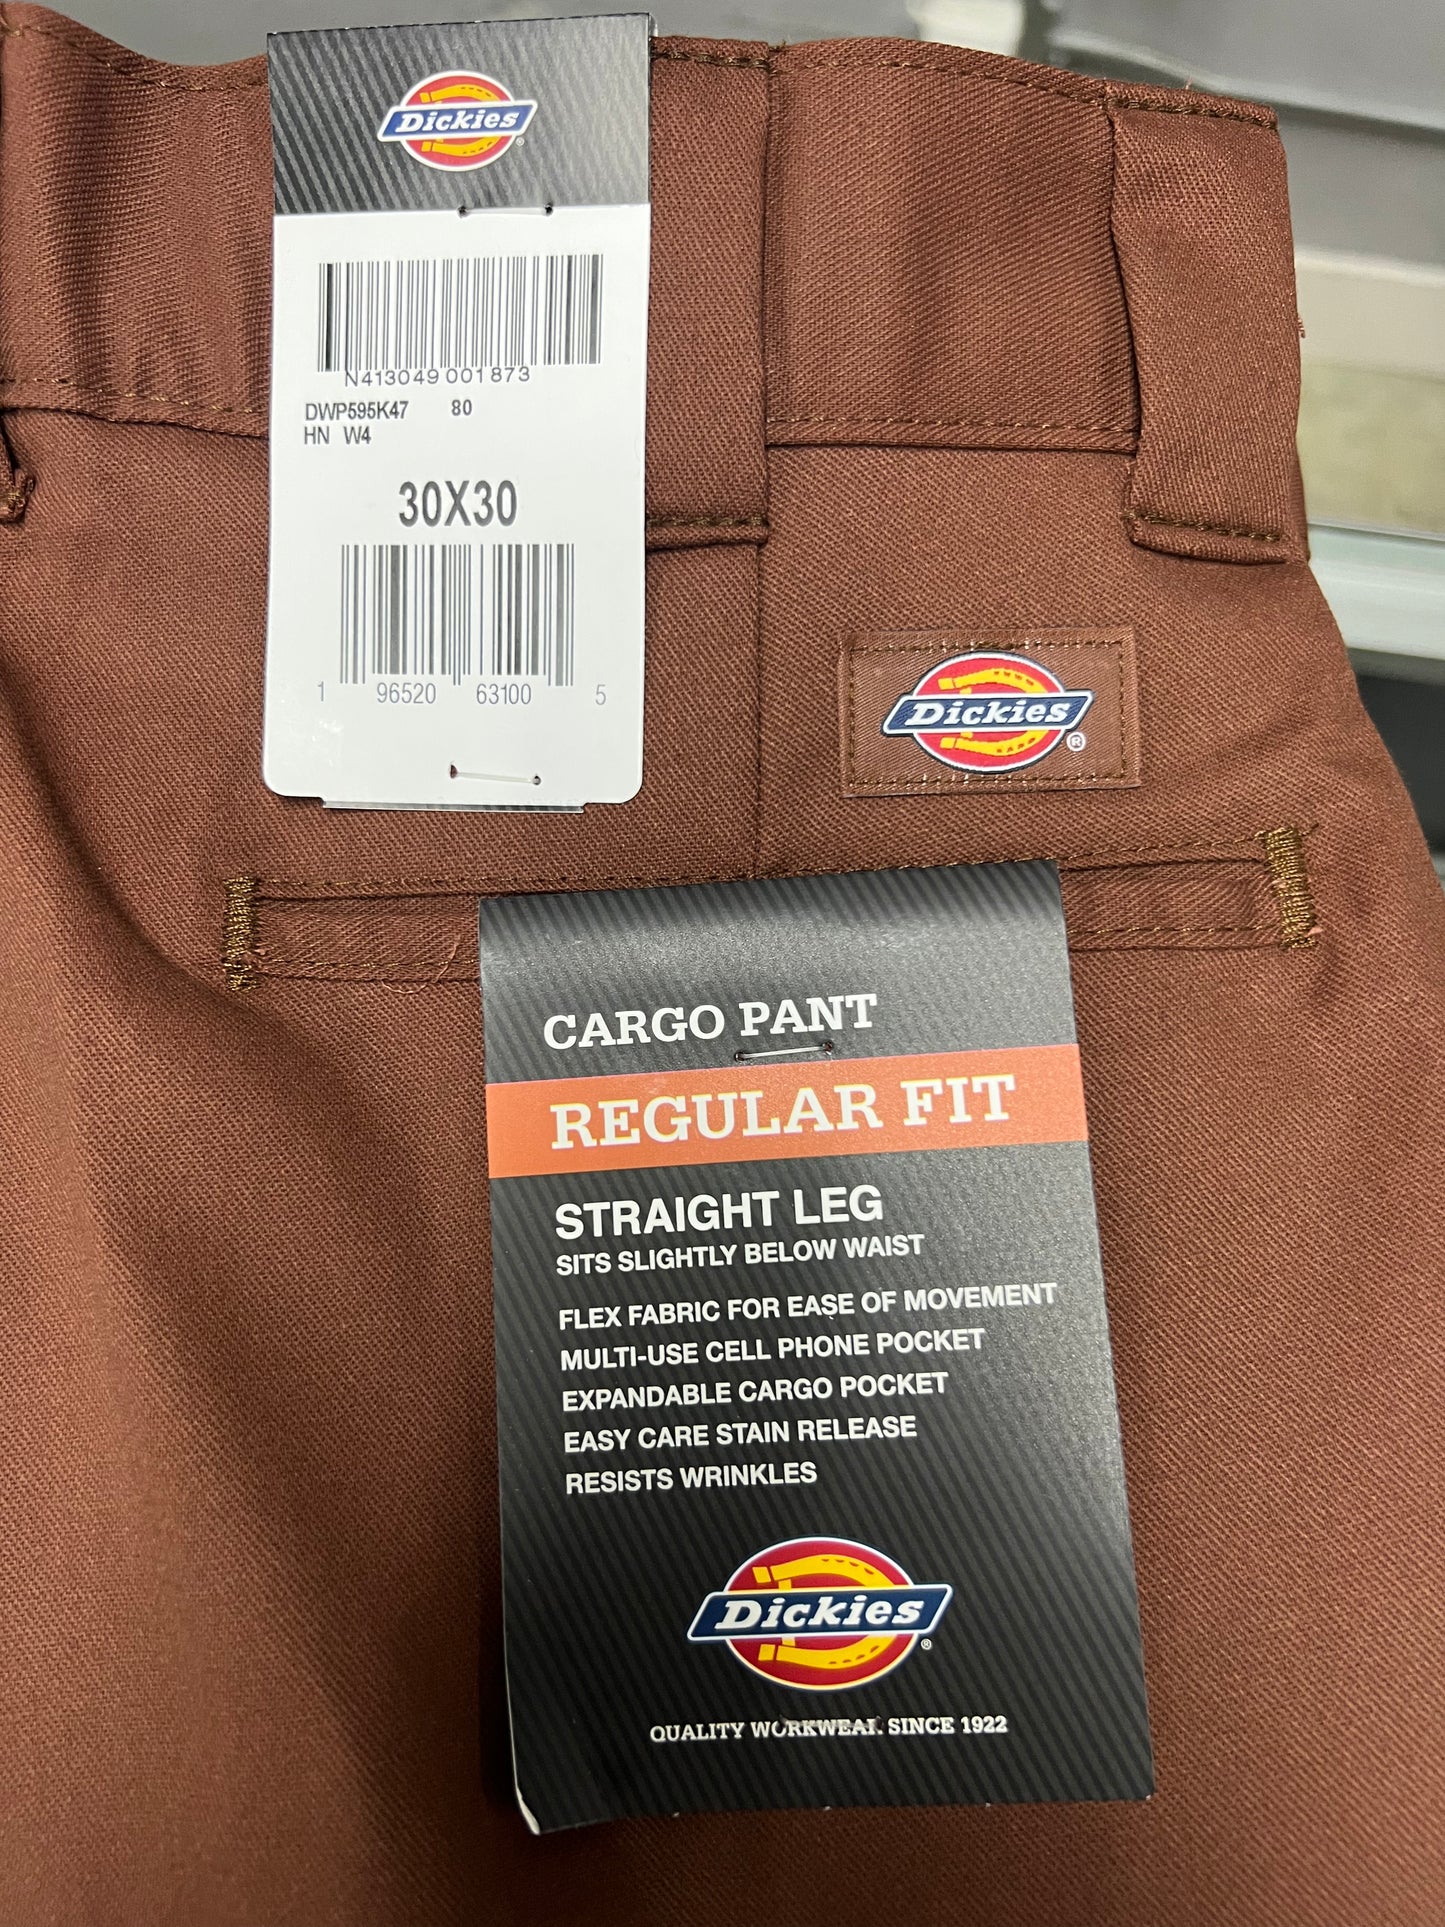 Dickies
®
N413049 001873
DWP595K47 80
HN W4
30X30
1 96520 63100 5
Dickies
®
CARGO PANT
REGULAR FIT
STRAIGHT LEG
SITS SLIGHTLY BELOW WAIST
FLEX FABRIC FOR EASE OF MOVEMENT
MULTI-USE CELL PHONE POCKET
EXPANDABLE CARGO POCKET
EASY CARE STAIN RELEASE
RESISTS WRINKLES
Dickies
®
QUALITY WORKWEAR SINCE 1922